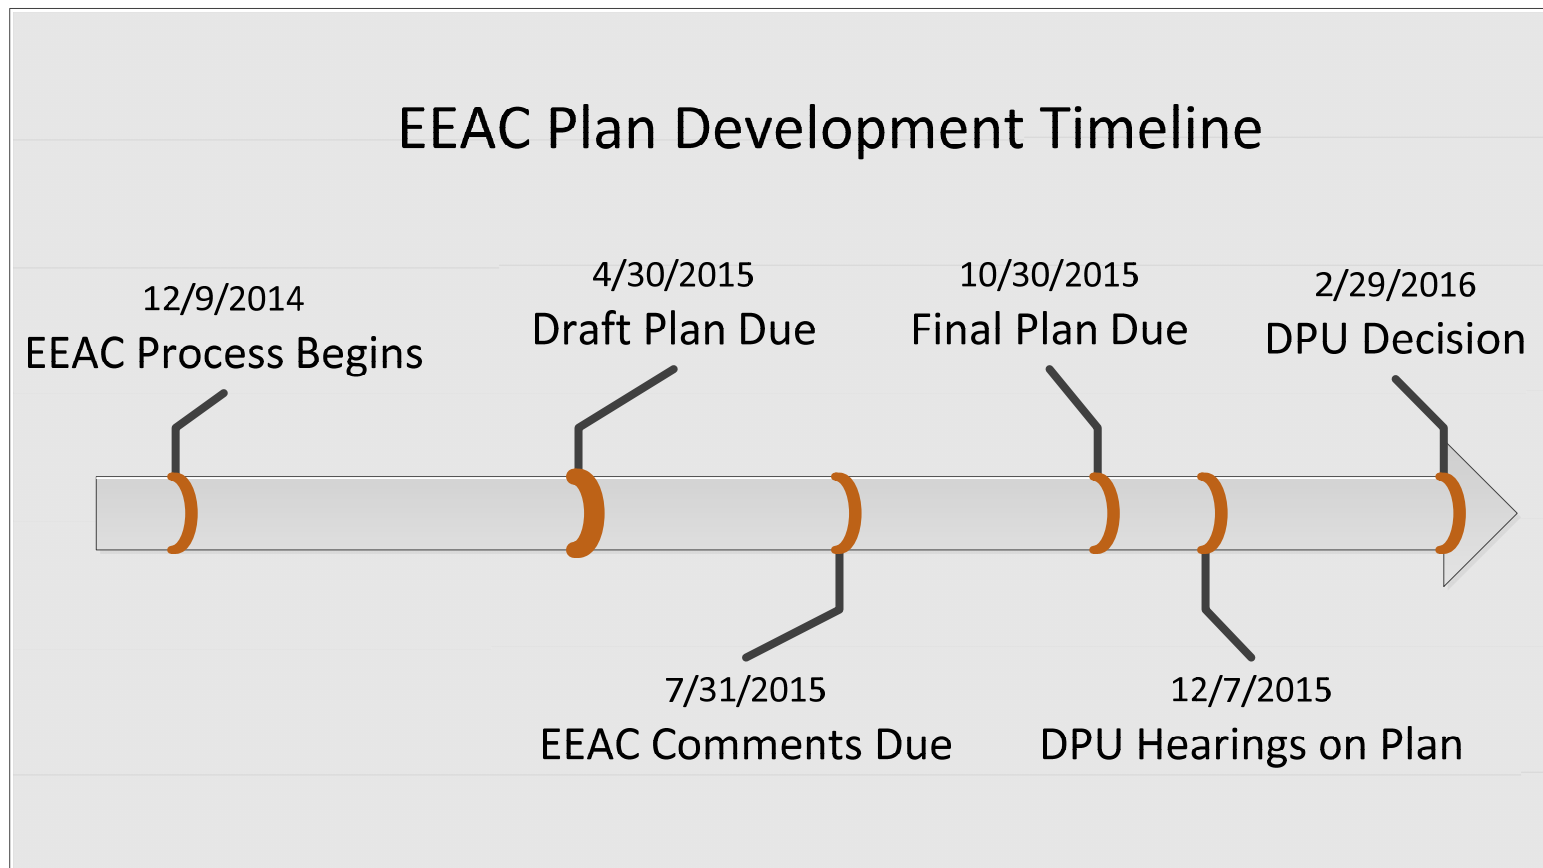 EEAC Plan Development Timeline
12/9/2014
EEAC Process Begins
4/30/2015
Draft Plan Due
10/30/2015
Final Plan Due
2/29/2016
DPU Decision
7/31/2015
EEAC Comments Due
12/7/2015
DPU Hearings on Plan